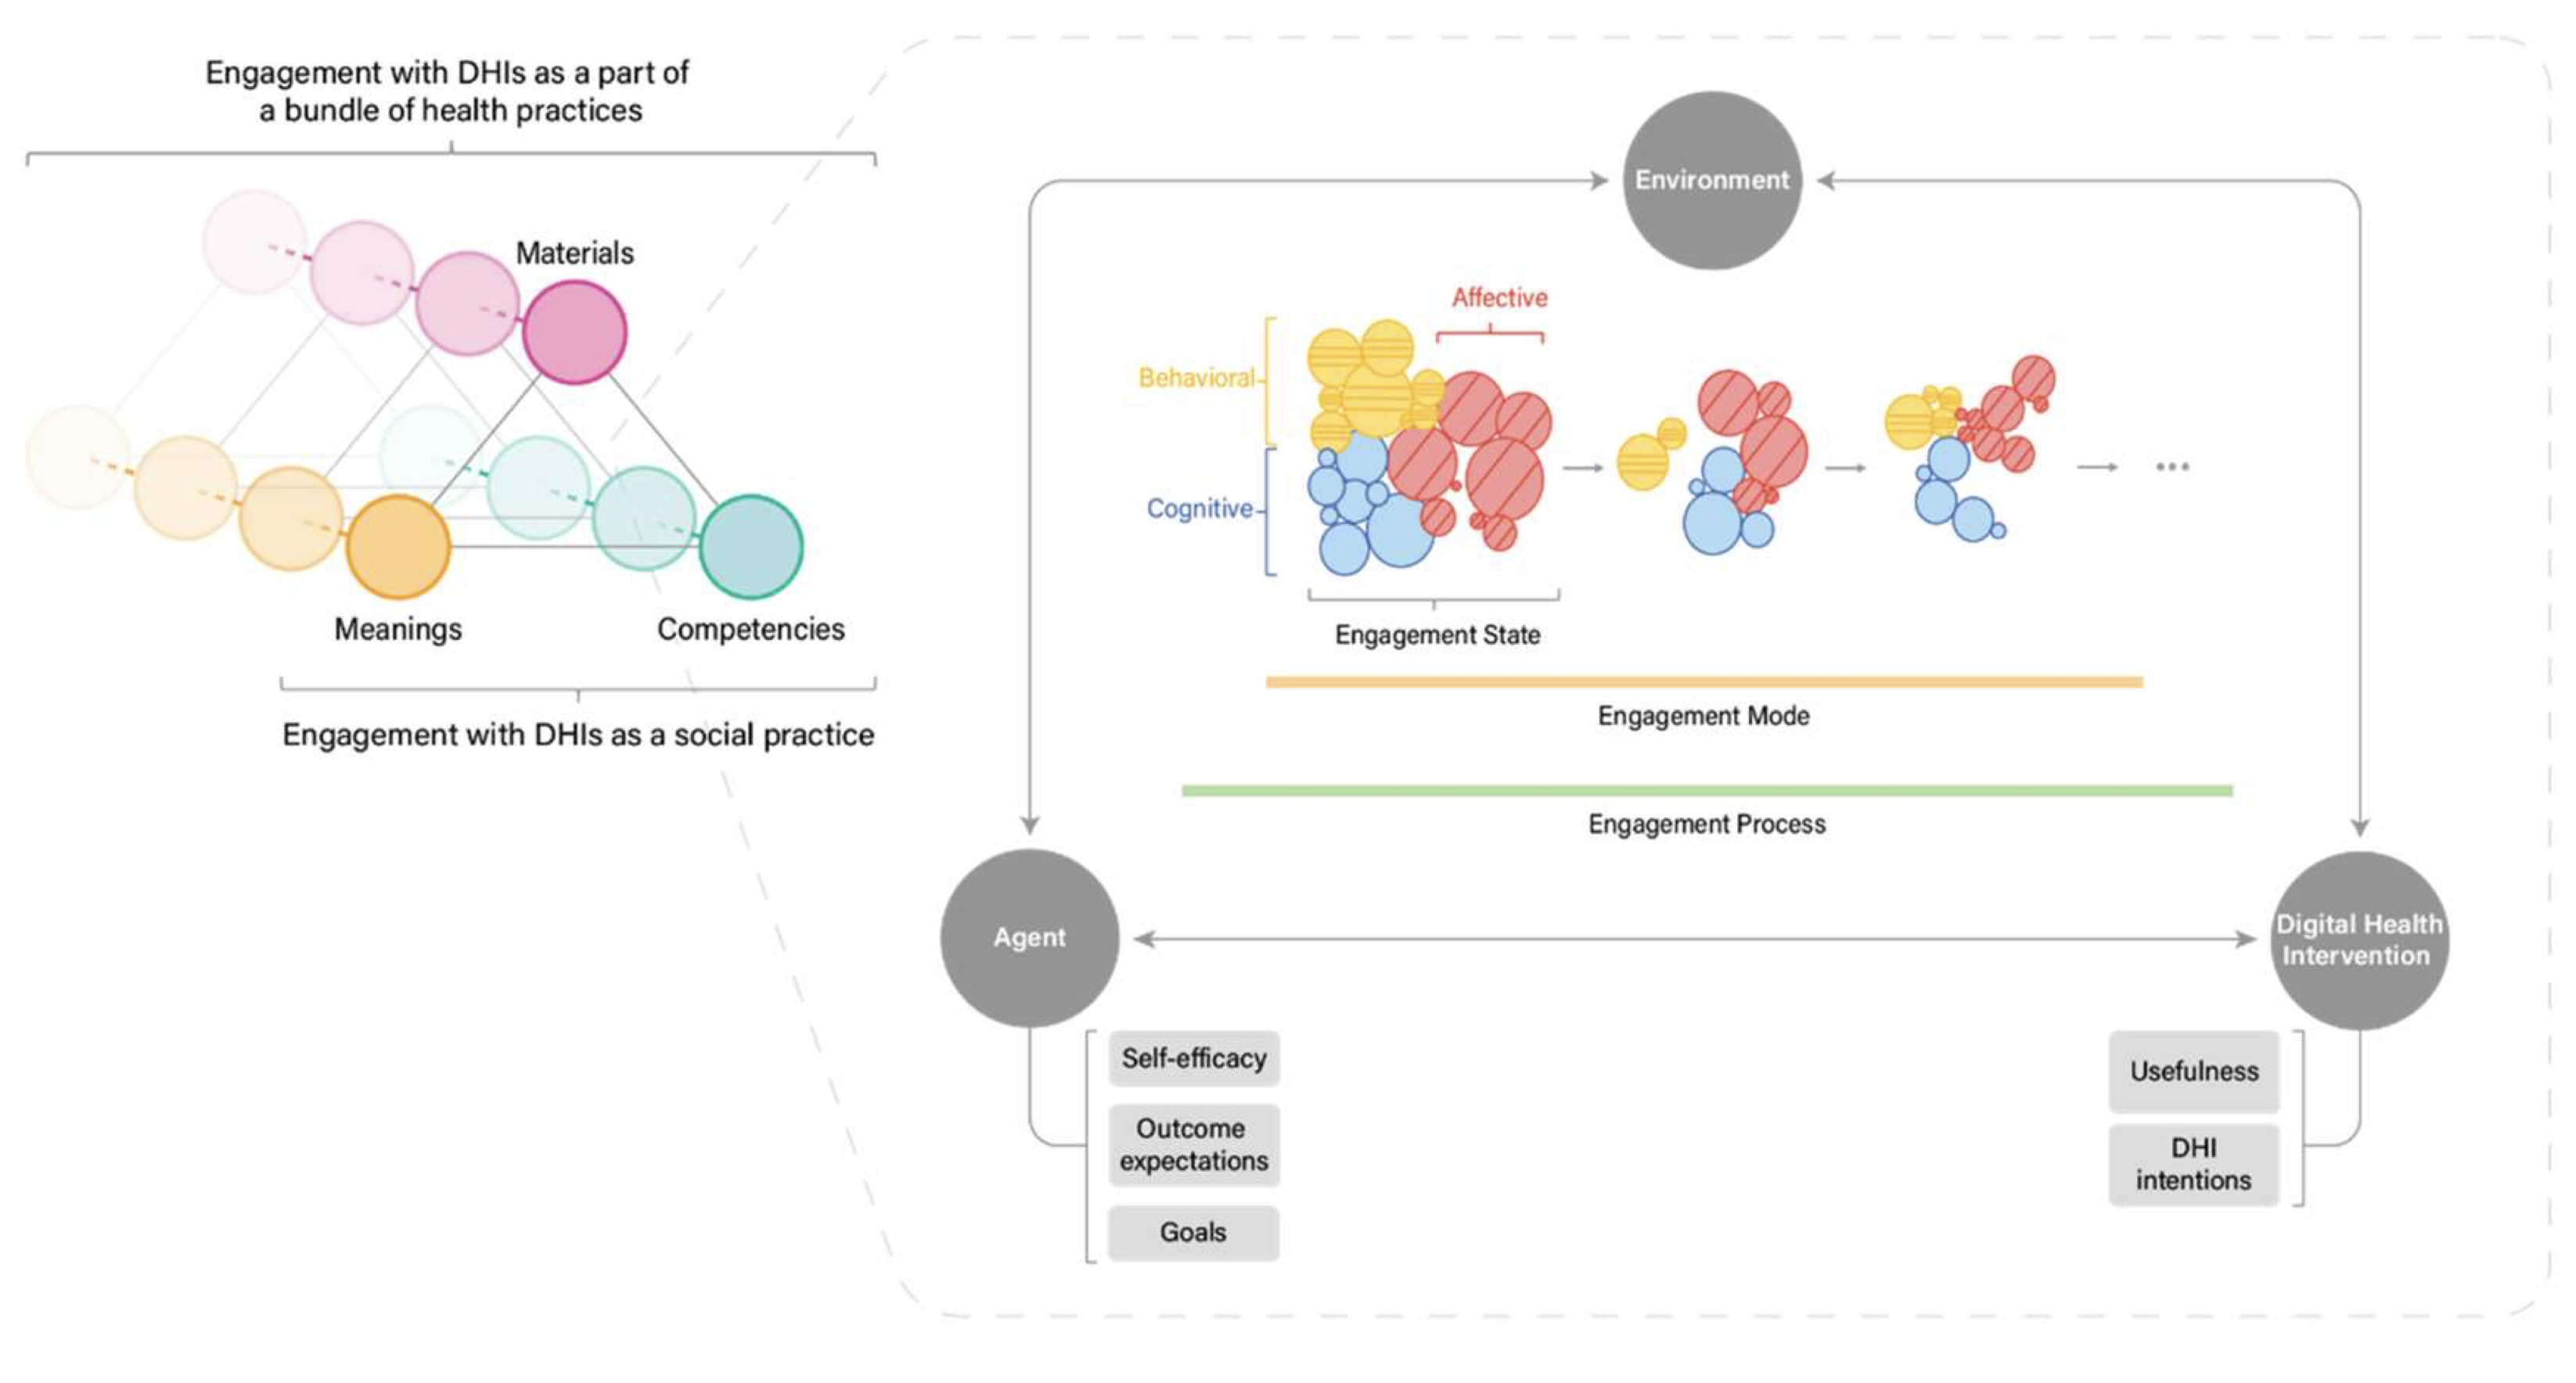 Engagement with DHIs as a part of
a bundle of health practices
Materials
Meanings
Competencies
Engagement with DHIs as a social practice
Environment
Affective
Behavioral
Cognitive
Engagement State
Engagement Mode
Engagement Process
Agent
Digital Health
Intervention
Self-efficacy
Outcome
expectations
Goals
Usefulness
DHI
intentions